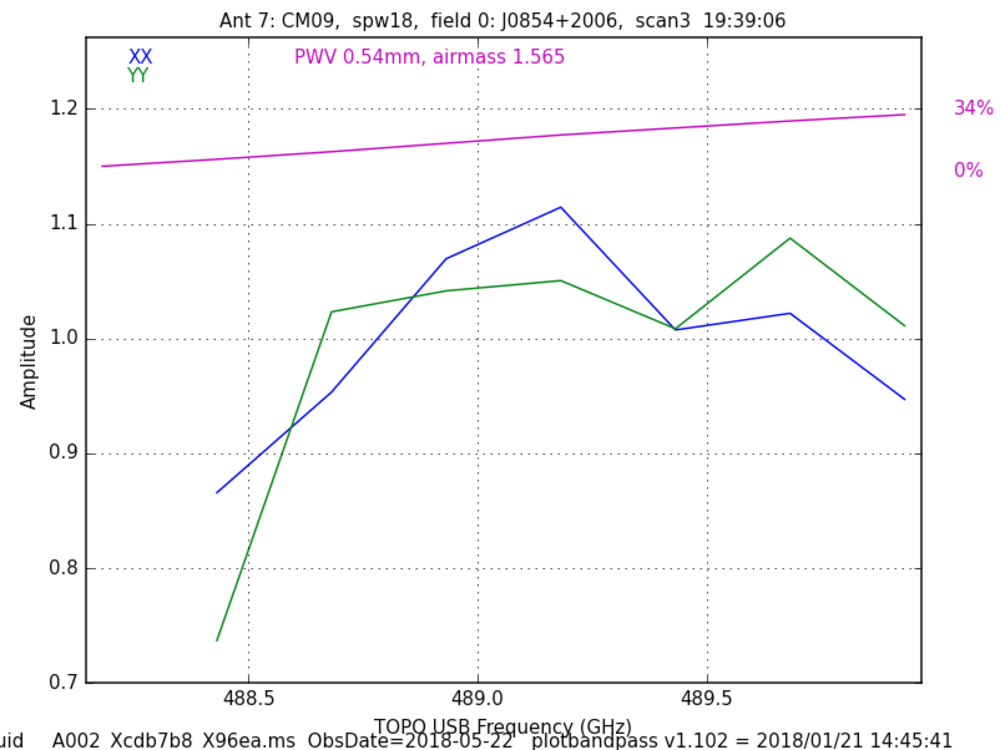 Ant 7: CM09, spw18, field 0: J0854+2006, scan3 19:39:06
XX PWV 0.54mm, airmass 1.565
YY
1.2
34%
0%
1.1
1.0
Amplitude
0.9
0.8
0.7
488.5 489.0 489.5
TOPO USB Frequency (GHz)
uid A002 Xcdb7b8 X96ea.ms ObsDate=2018-05-22 plotbandpass v1.102 = 2018/01/21 14:45:41